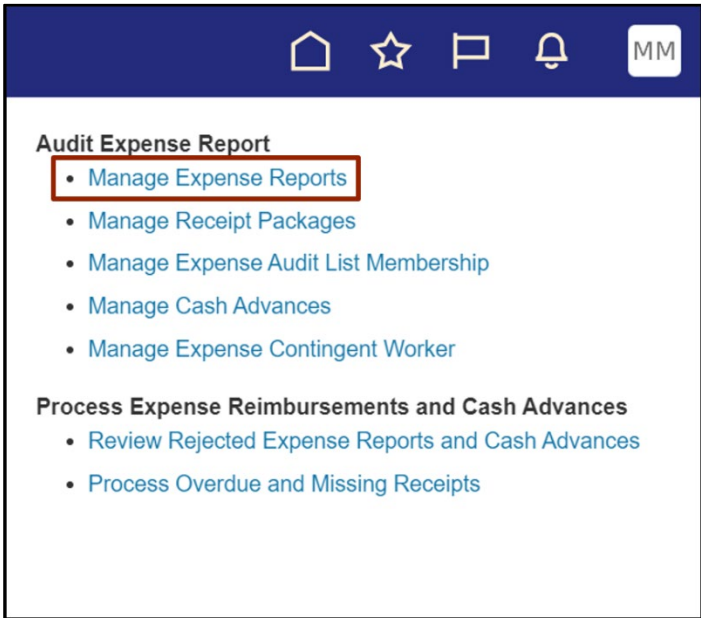 MM
Audit Expense Report
• Manage Expense Reports
• Manage Receipt Packages
• Manage Expense Audit List Membership
• Manage Cash Advances
• Manage Expense Contingent Worker
Process Expense Reimbursements and Cash Advances
• Review Rejected Expense Reports and Cash Advances
• Process Overdue and Missing Receipts